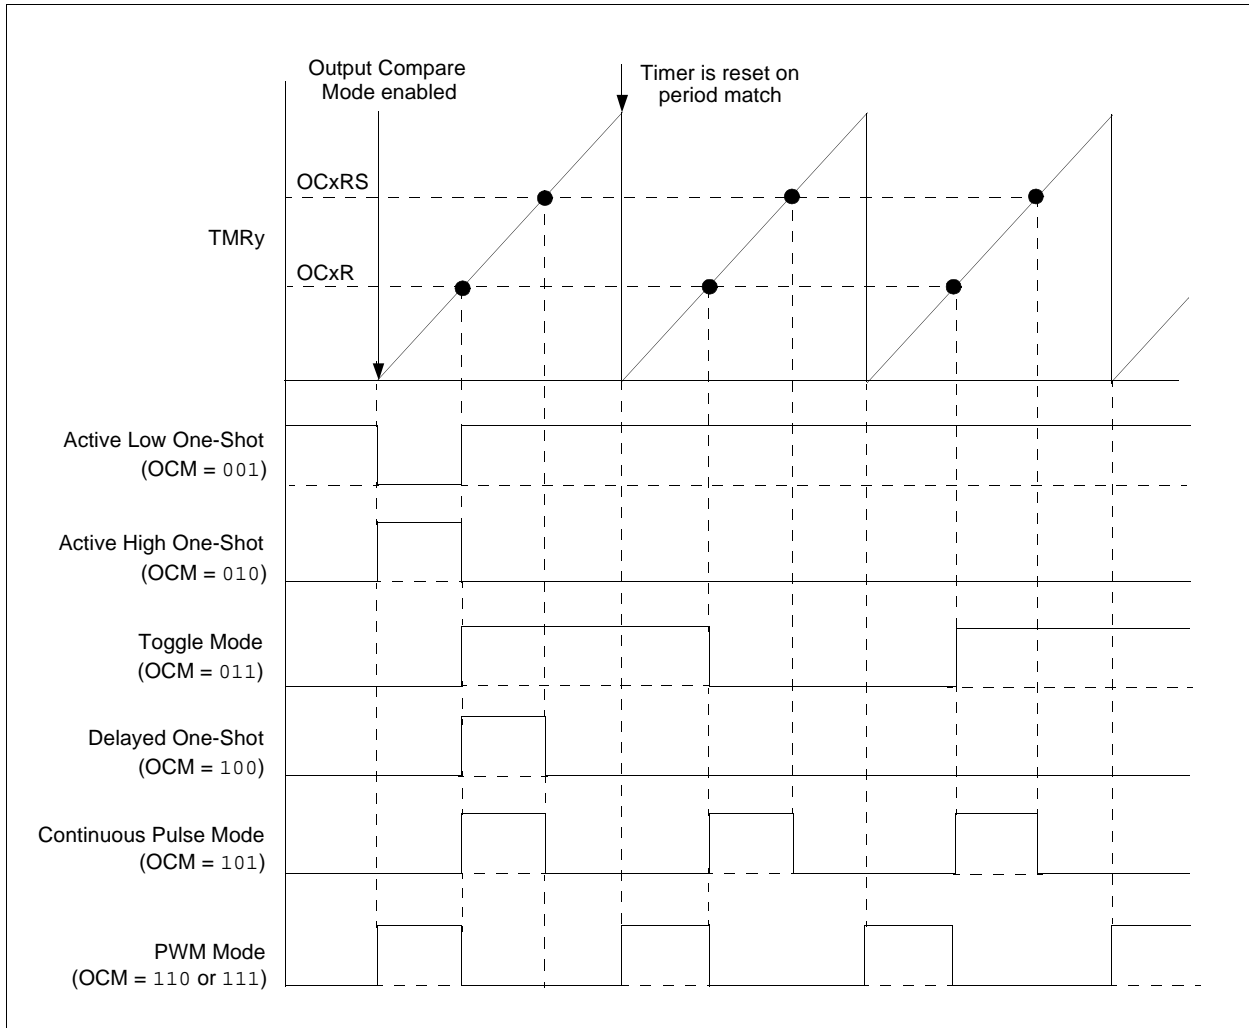 Output Compare
Mode enabled
Timer is reset on
period match
OCxRS
TMRy
OCxR
Active Low One-Shot
(OCM = 001)
Active High One-Shot
(OCM = 010)
Toggle Mode
(OCM = 011)
Delayed One-Shot
(OCM = 100)
Continuous Pulse Mode
(OCM = 101)
PWM Mode
(OCM = 110 or 111)